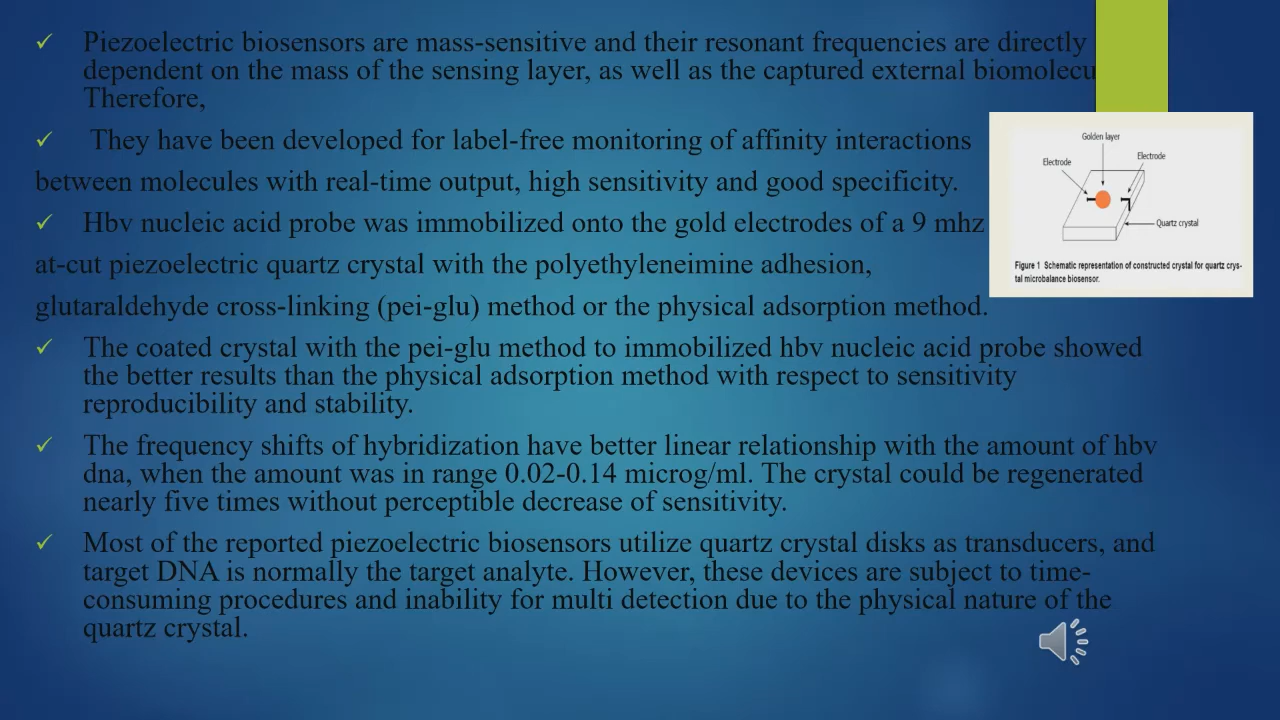 Piezoelectric biosensors are mass-sensitive and their resonant frequencies are directly
dependent on the mass of the sensing layer, as well as the captured external
Therefore,
They have been developed for label-free monitoring of affinity interactions
between molecules with real-time output, high sensitivity and good specificity.
Hbv nucleic acid probe was immobilized onto the gold electrodes of a 9 mhz
at-cut piezoelectric quartz crystal with the polyethyleneimine adhesion,
glutaraldehyde cross-linking (pei-glu) method or the physical adsorption method.
Golden layer
Electrode
Electrode
Quartz crystal
Figure 1 Schematic representation of constructed crystal for quartz crys-
tal microbalance biosensor.
The coated crystal with the pei-glu method to immobilized hbv nucleic acid probe showed
the better results than the physical adsorption method with respect to sensitivity
reproducibility and stability.
The frequency shifts of hybridization have better linear relationship with the amount of hbv
dna, when the amount was in range 0.02-0.14 microg/ml. The crystal could be regenerated
nearly five times without perceptible decrease of sensitivity.
Most of the reported piezoelectric biosensors utilize quartz crystal disks as transducers, and
target DNA is normally the target analyte. However, these devices are subject to time-
consuming procedures and inability for multi detection due to the physical nature of the
quartz crystal.